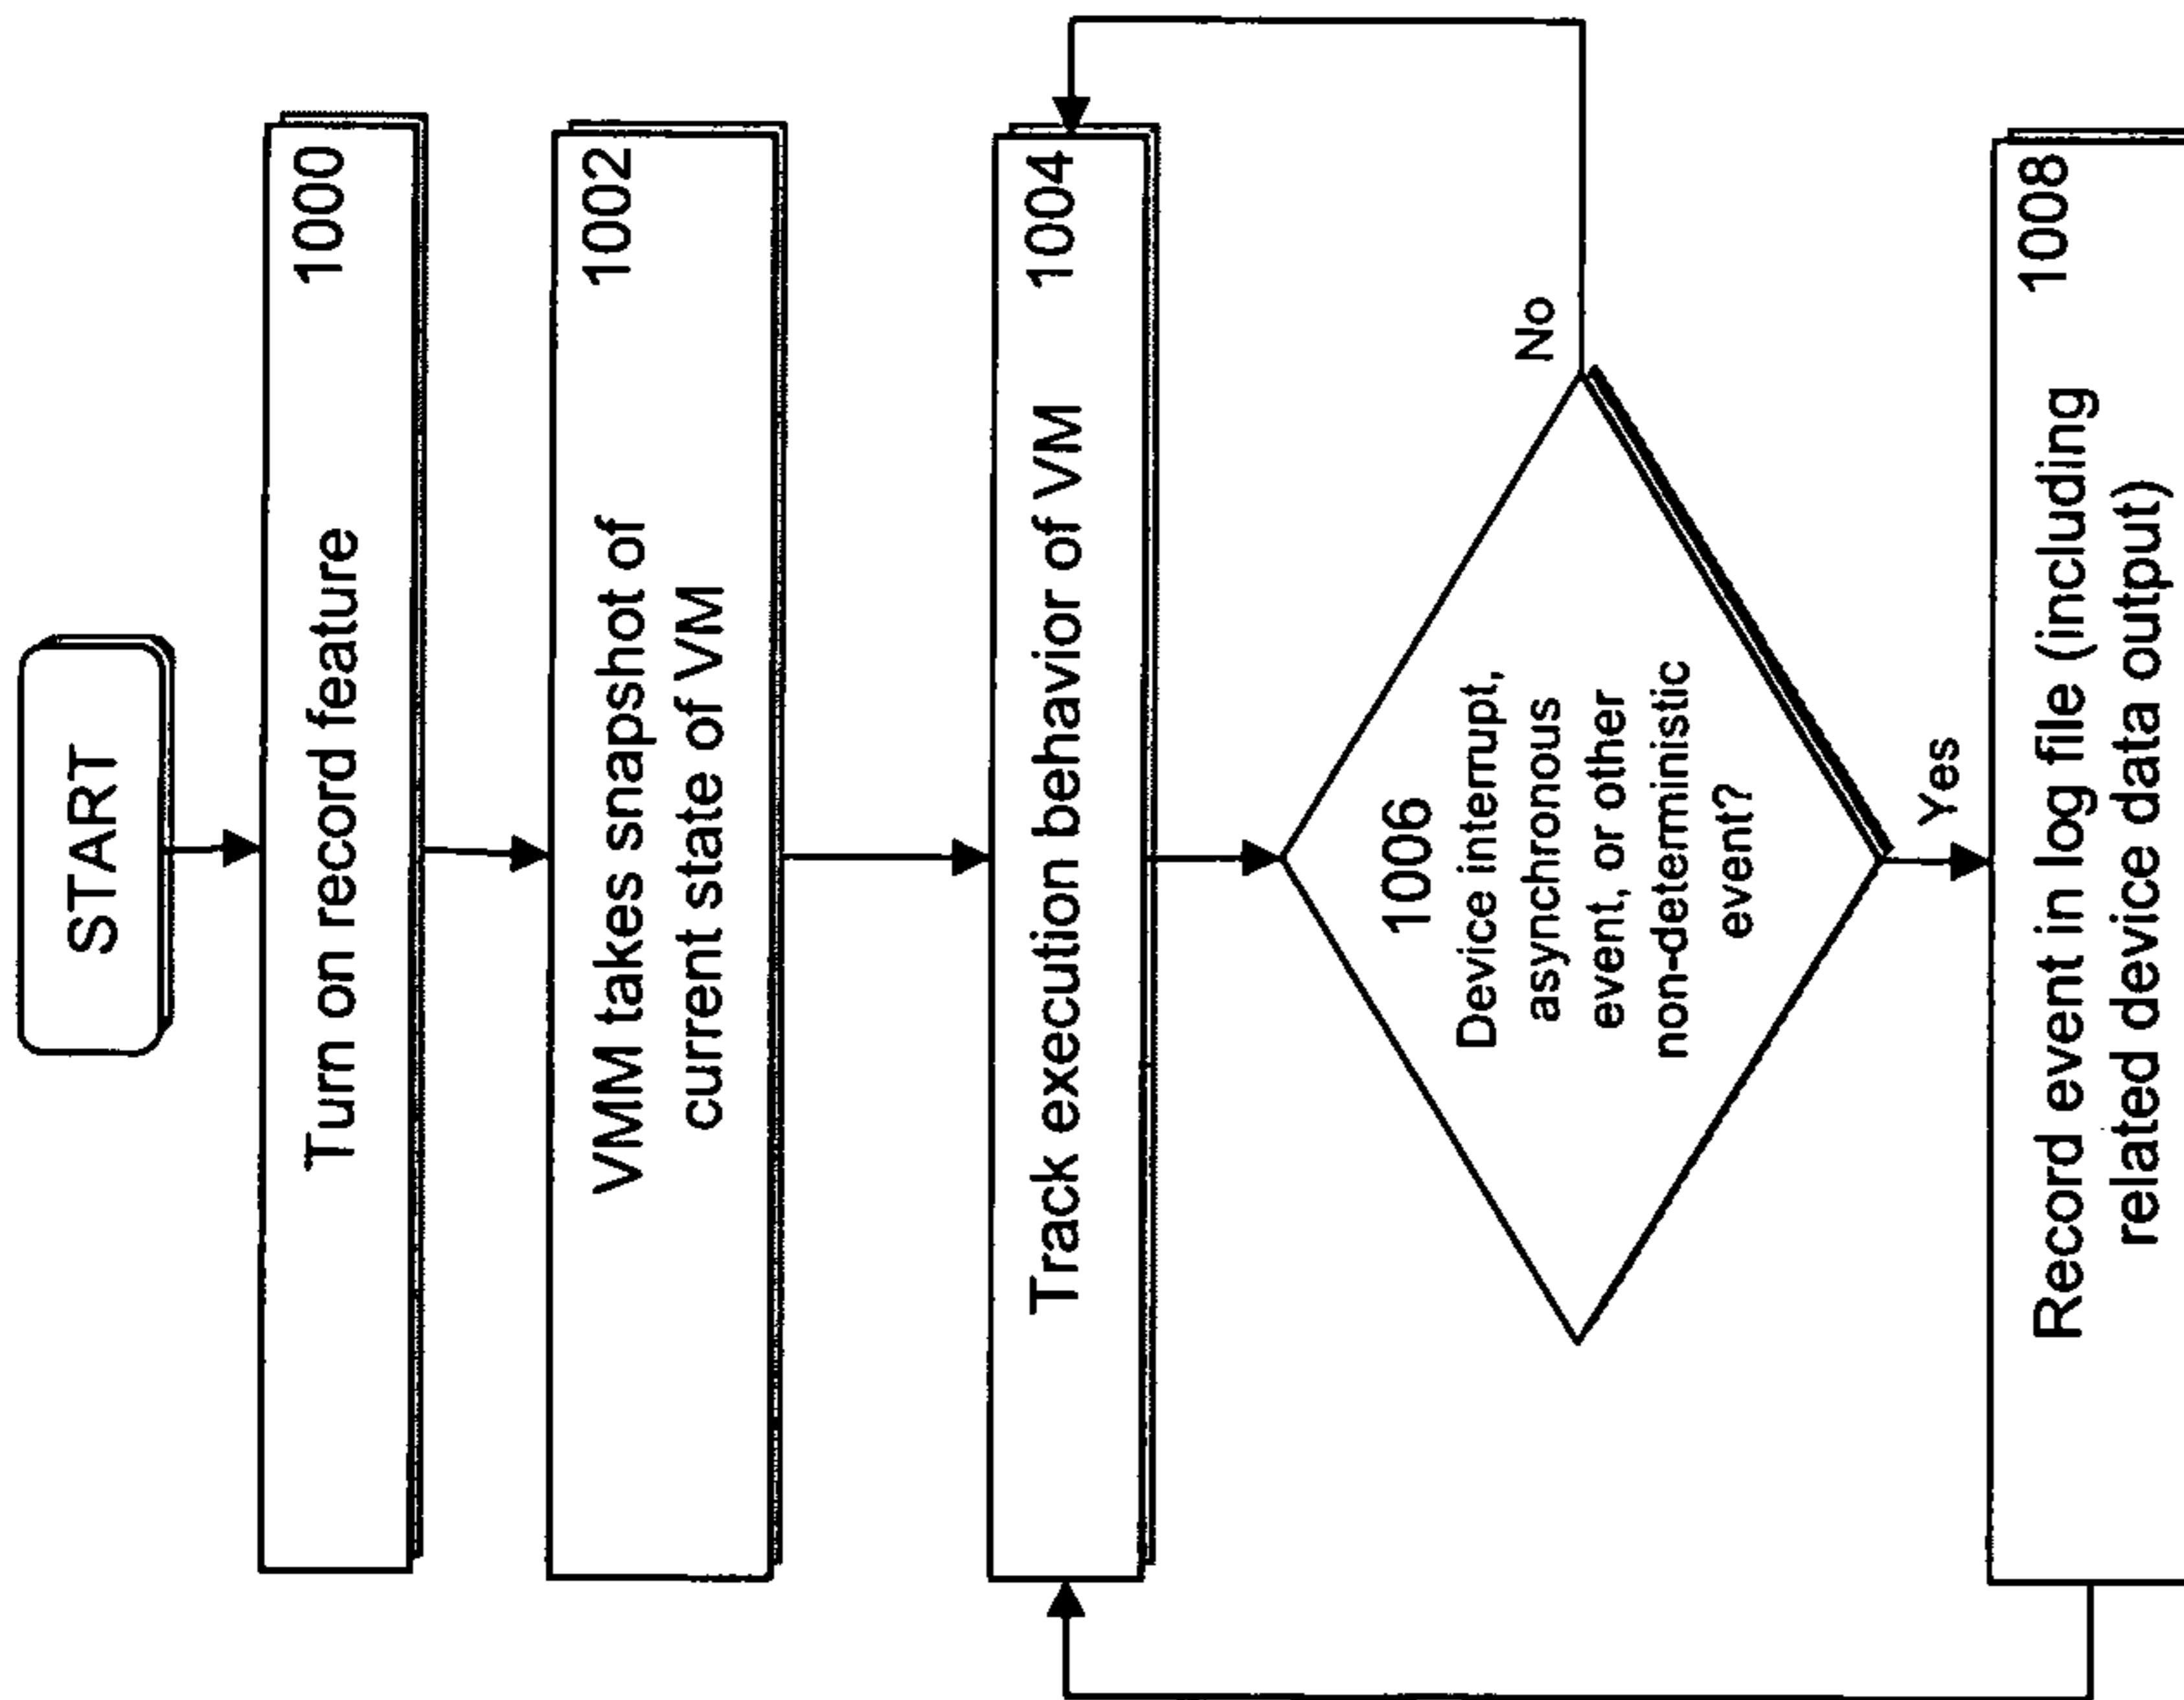 START
Turn on record feature
1000
VMM takes snapshot of
current state of VM
1002
Track execution behavior of VM
1004
1006
Device interrupt,
asynchronous
event, or other
non-deterministic
event?
No
Yes
Record event in log file (including
related device data output)
1008